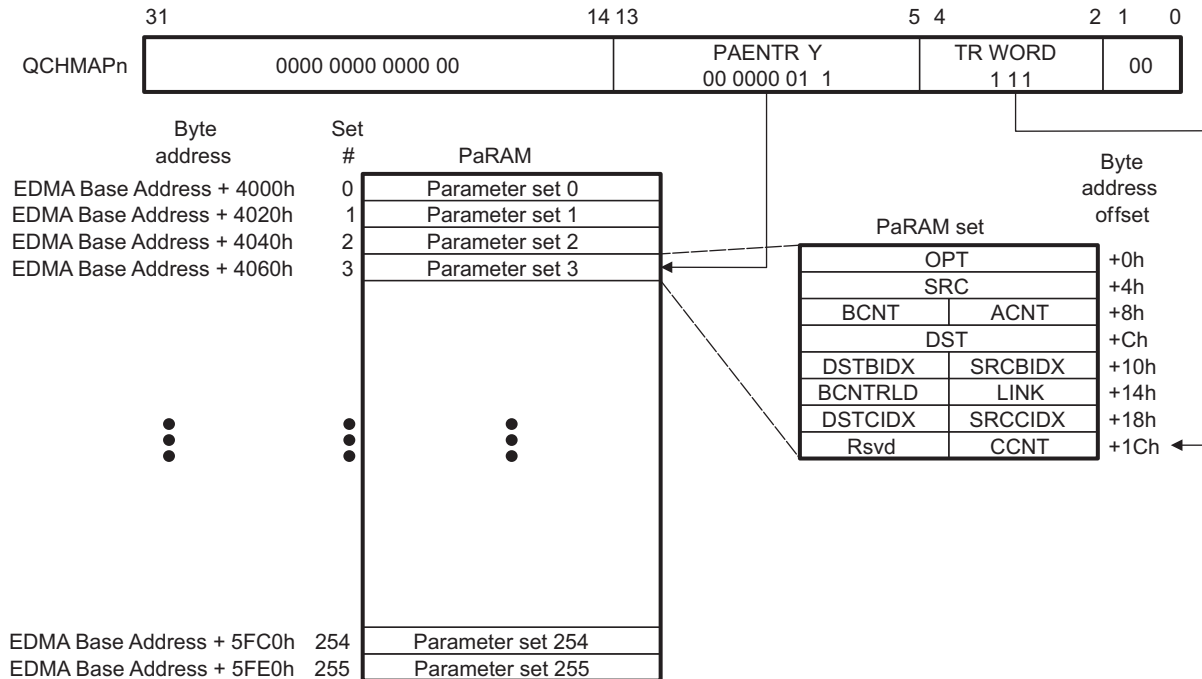 31 14 13 5 4 2 1 0
QCHMAPn 0000 0000 0000 00 PAENTR Y TR WORD 00
00 0000 01 1 1 11
Byte address Set # PaRAM
EDMA Base Address + 4000h 0 Parameter set 0
EDMA Base Address + 4020h 1 Parameter set 1
EDMA Base Address + 4040h 2 Parameter set 2
EDMA Base Address + 4060h 3 Parameter set 3
EDMA Base Address + 5FC0h 254 Parameter set 254
EDMA Base Address + 5FE0h 255 Parameter set 255
PaRAM set Byte address offset
OPT +0h
SRC +4h
BCNT ACNT +8h
DST +Ch
DSTBIDX SRCBIDX +10h
BCNTRLD LINK +14h
DSTCIDX SRCCIDX +18h
Rsvd CCNT +1Ch